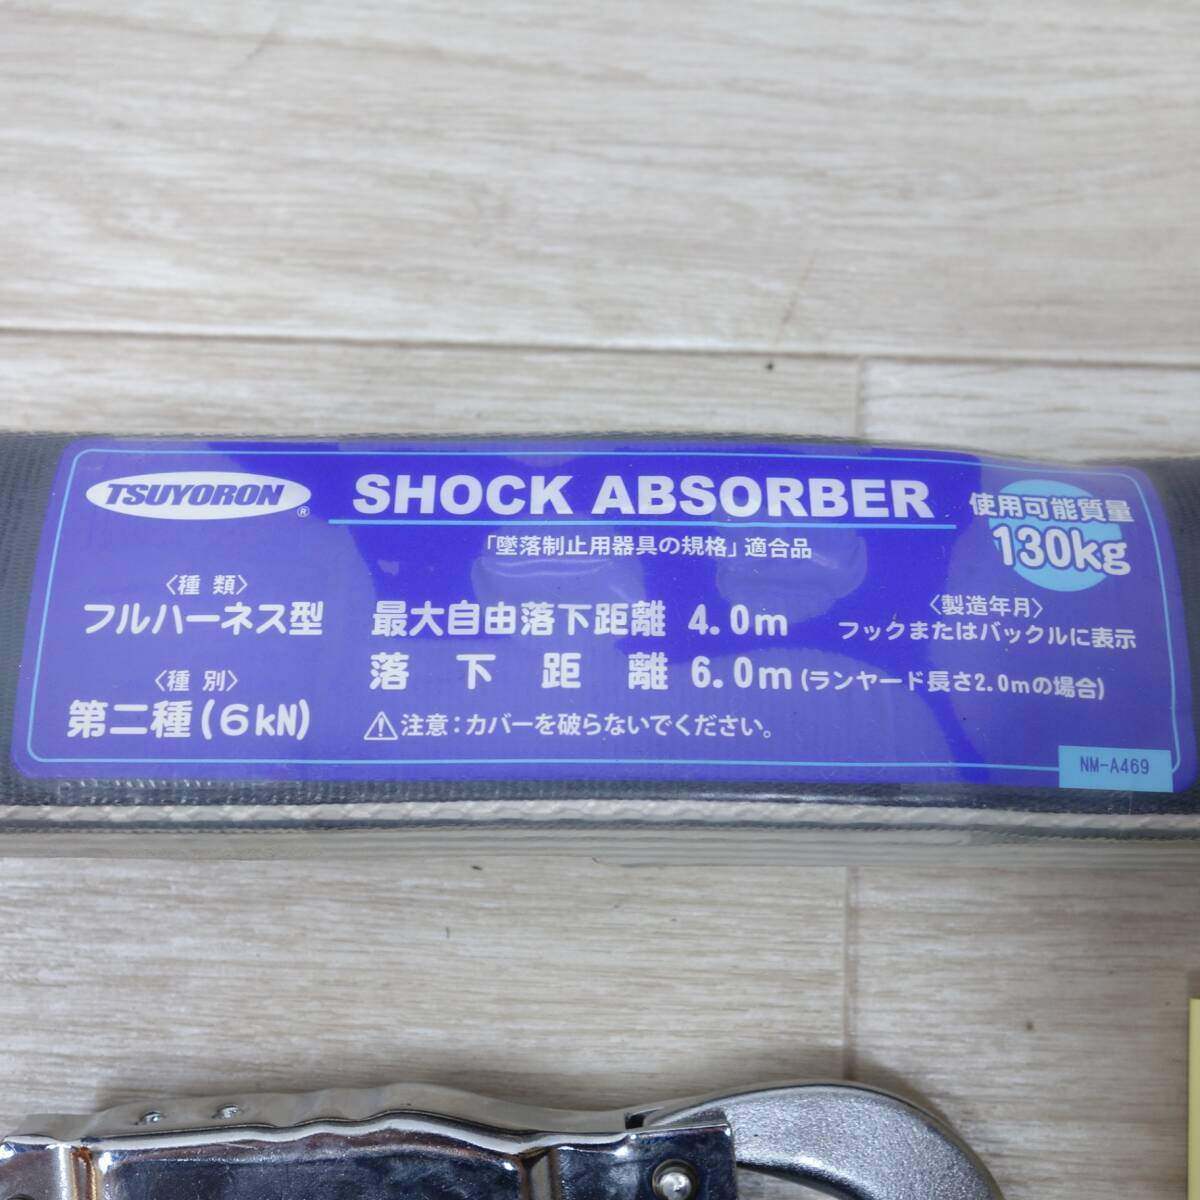 TSUYORON®
SHOCK ABSORBER
「墜落制止用器具の規格」適合品
使用可能質量
130kg
〈種 類〉
フルハーネス型
〈種 別〉
第二種(6kN)
最大自由落下距離 4.0m
落下距離 6.0m(ランヤード長さ2.0mの場合)
⚠注意:カバーを破らないでください。
〈製造年月〉
フックまたはバックルに表示
NM-A469